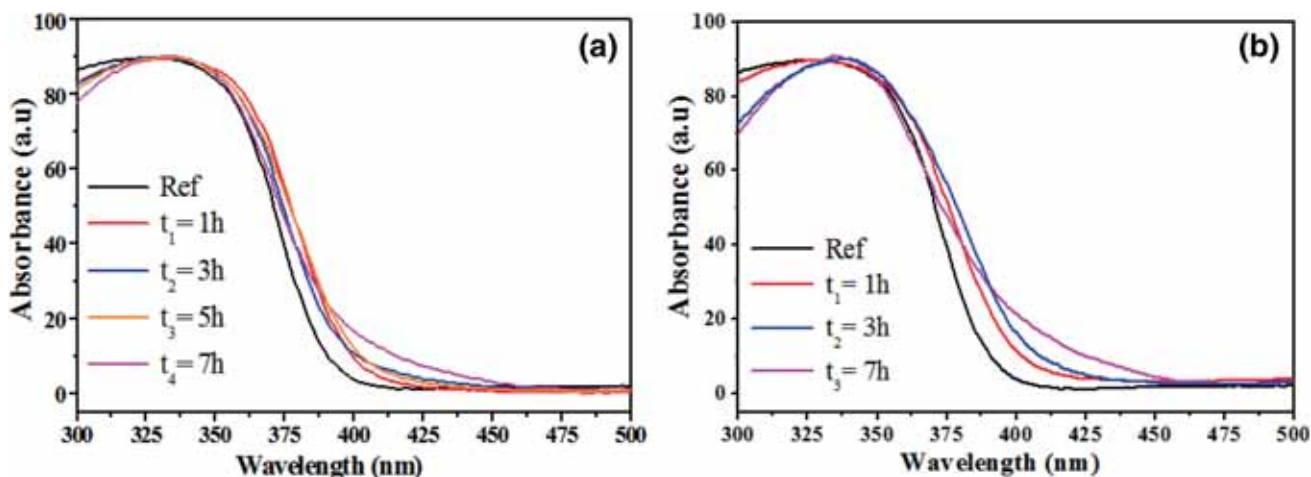 (a)
Absorbance (a.u)
100
80
60
40
20
0
Ref
t₁= 1h
t₂= 3h
t₃= 5h
t₄= 7h
300 325 350 375 400 425 450 475 500
Wavelength (nm)
(b)
Absorbance (a.u)
100
80
60
40
20
0
Ref
t₁= 1h
t₂= 3h
t₃= 7h
300 325 350 375 400 425 450 475 500
Wavelength (nm)